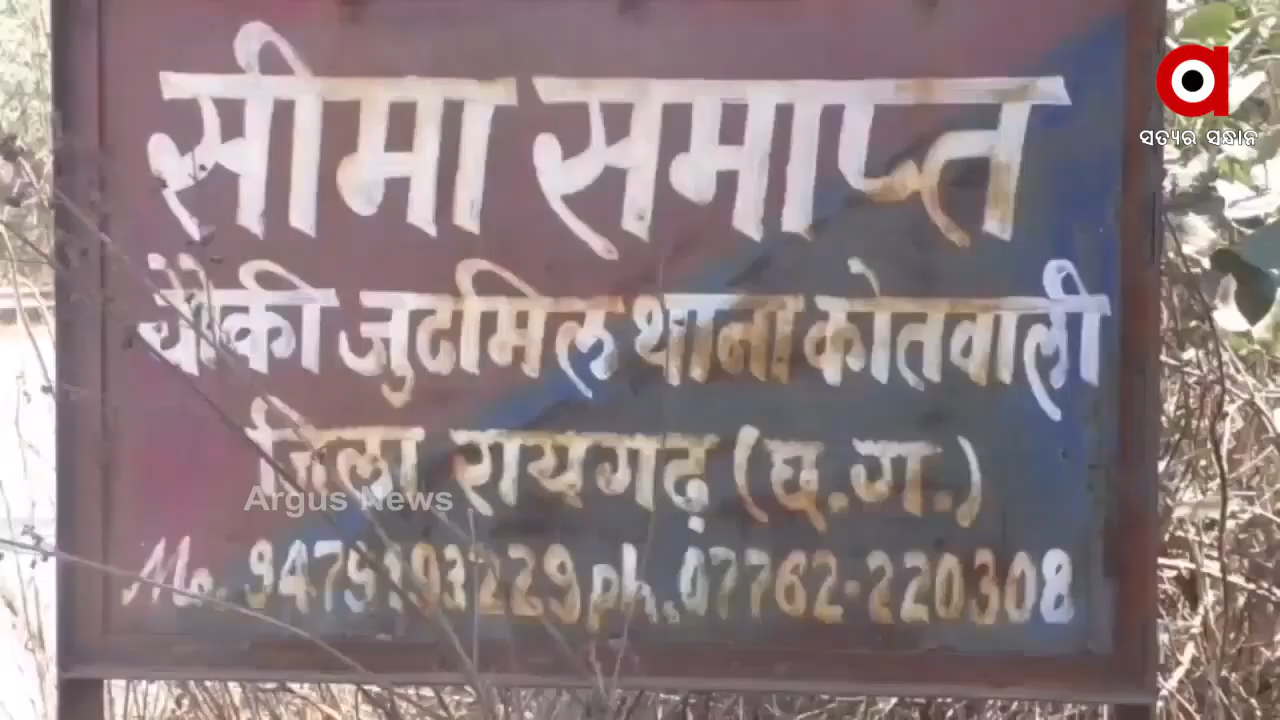 सीमा समाप्त
चौकी जुटमिल थाना कोतवाली
जिला रायगढ़ (छ.ग.)
Mo. 9479193229 ph. 07762-220308
Argus News
ସତ୍ୟର ସନ୍ଧାନ